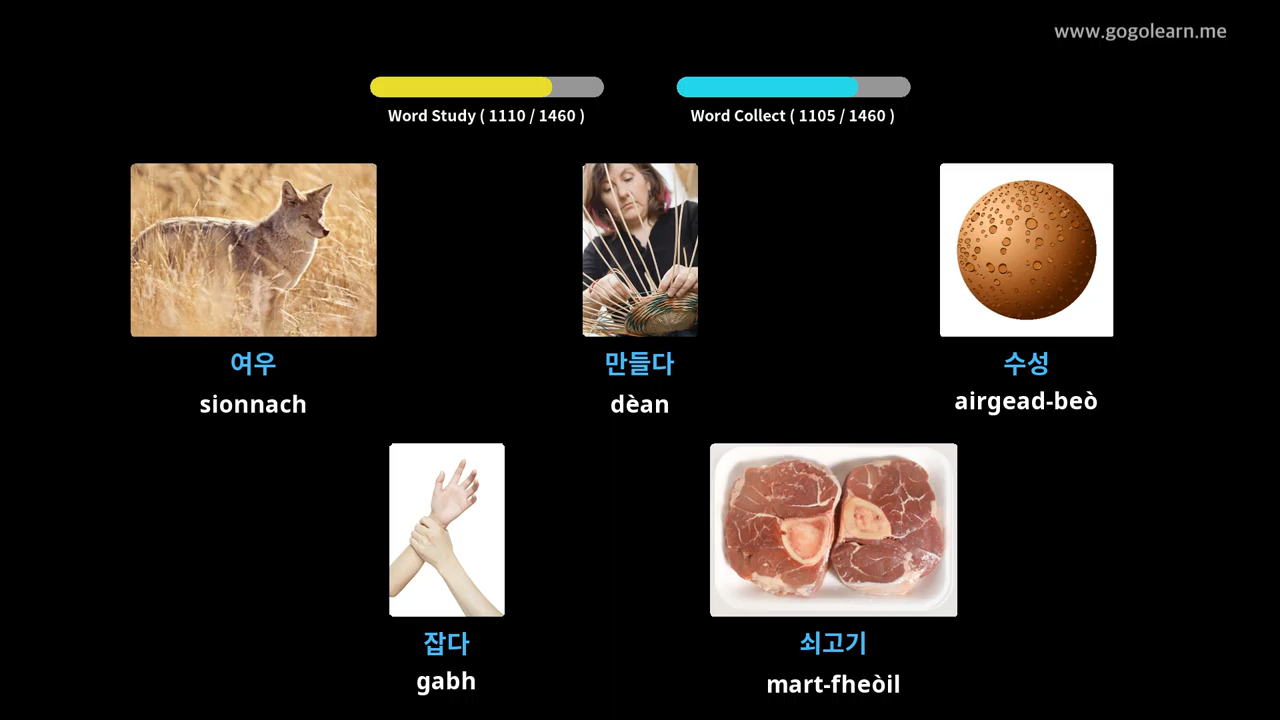 www.gogolearn.me
Word Study ( 1110 / 1460 )
Word Collect ( 1105 / 1460 )
여우
sionnach
만들다
dèan
수성
airgead-beò
잡다
gabh
쇠고기
mart-fheòil